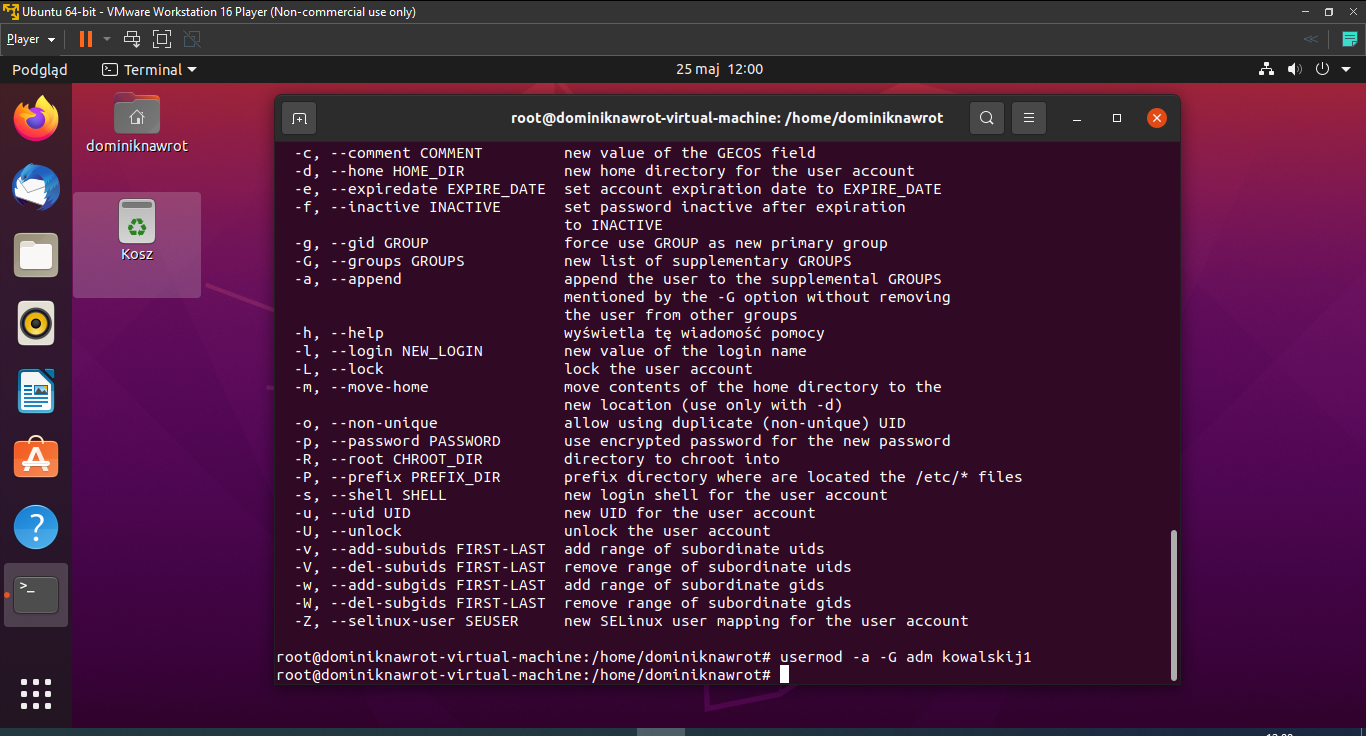 Ubuntu 64-bit - VMware Workstation 16 Player (Non-commercial use only)
Player
Podgląd
Terminal
25 maj 12:00
dominiknawrot
Kosz
root@dominiknawrot-virtual-machine: /home/dominiknawrot
-c, --comment COMMENT new value of the GECOS field
-d, --home HOME_DIR new home directory for the user account
-e, --expiredate EXPIRE_DATE set account expiration date to EXPIRE_DATE
-f, --inactive INACTIVE set password inactive after expiration
to INACTIVE
-g, --gid GROUP force use GROUP as new primary group
-G, --groups GROUPS new list of supplementary GROUPS
-a, --append append the user to the supplemental GROUPS
mentioned by the -G option without removing
the user from other groups
-h, --help wyświetla tę wiadomość pomocy
-l, --login NEW_LOGIN new value of the login name
-L, --lock lock the user account
-m, --move-home move contents of the home directory to the
new location (use only with -d)
-o, --non-unique allow using duplicate (non-unique) UID
-p, --password PASSWORD use encrypted password for the new password
-R, --root CHROOT_DIR directory to chroot into
-P, --prefix PREFIX_DIR prefix directory where are located the /etc/* files
-s, --shell SHELL new login shell for the user account
-u, --uid UID new UID for the user account
-U, --unlock unlock the user account
-v, --add-subuids FIRST-LAST add range of subordinate uids
-V, --del-subuids FIRST-LAST remove range of subordinate uids
-w, --add-subgids FIRST-LAST add range of subordinate gids
-W, --del-subgids FIRST-LAST remove range of subordinate gids
-Z, --selinux-user SEUSER new SELinux user mapping for the user account
root@dominiknawrot-virtual-machine:/home/dominiknawrot# usermod -a -G adm kowalskij1
root@dominiknawrot-virtual-machine:/home/dominiknawrot#